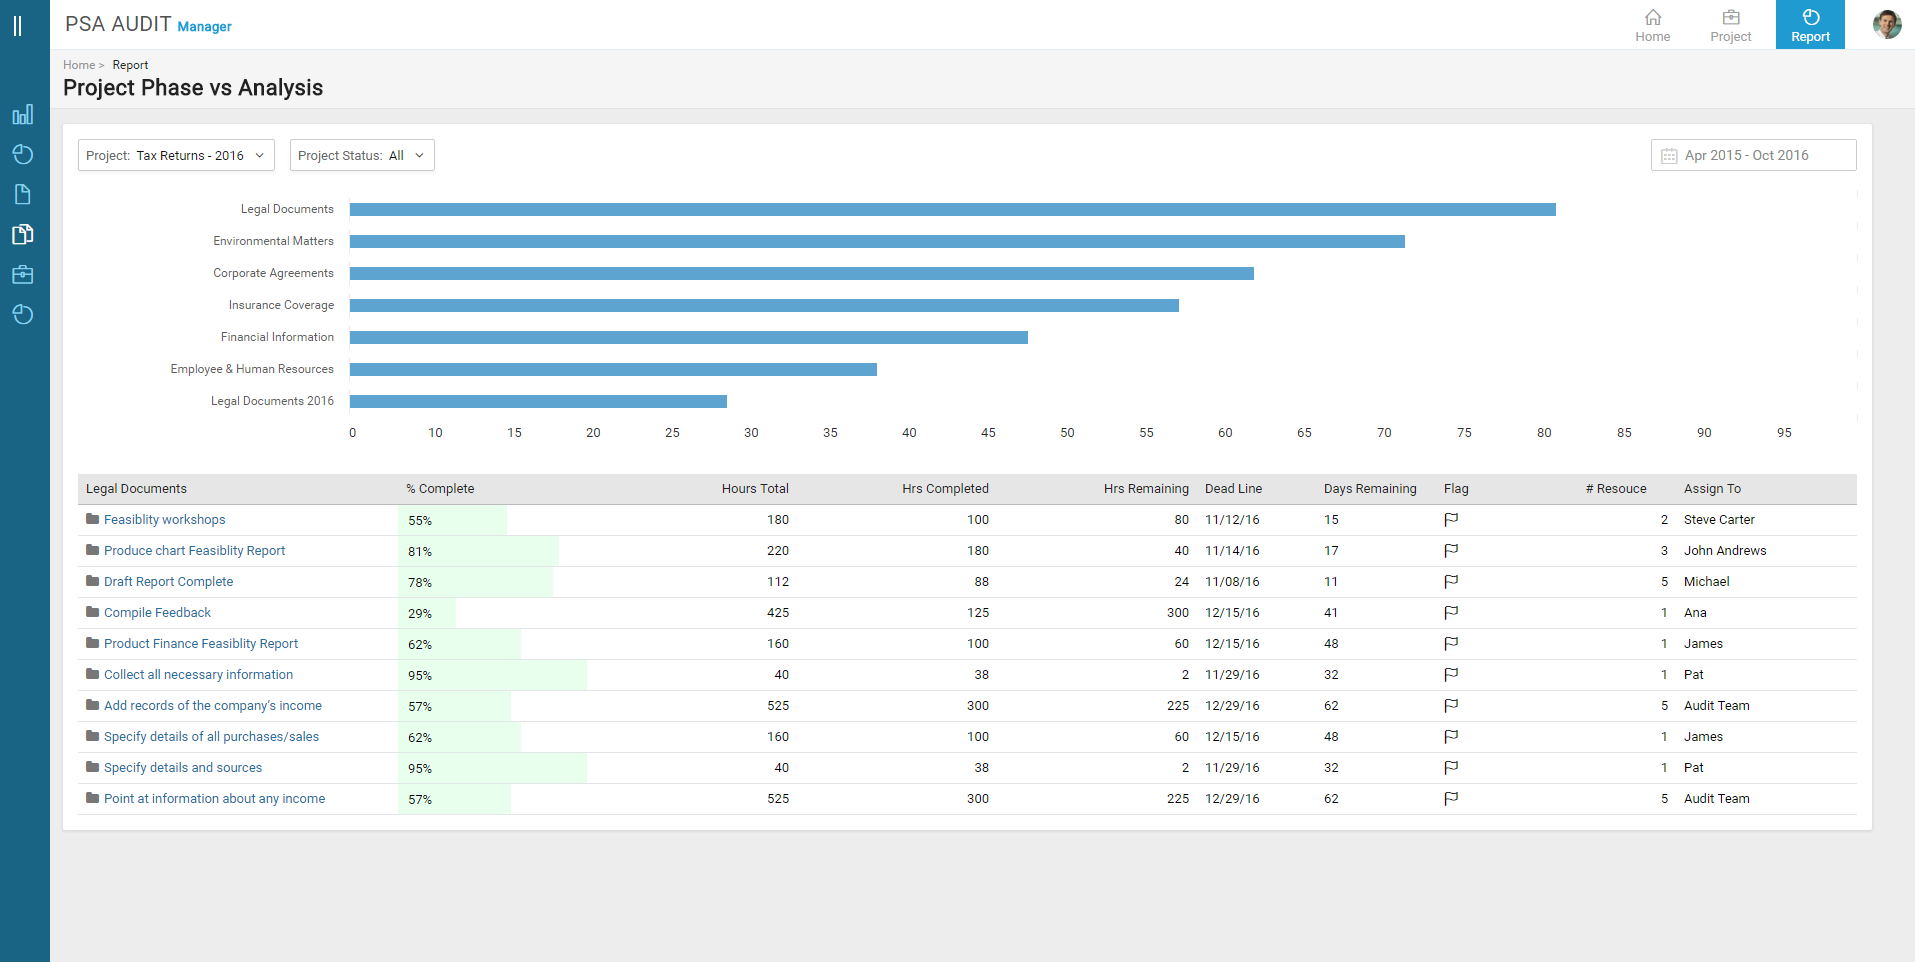 PSA AUDIT Manager
Home
Project
Report
Home > Report
Project Phase vs Analysis
Project: Tax Returns - 2016
Project Status: All
Apr 2015 - Oct 2016
Legal Documents
Environmental Matters
Corporate Agreements
Insurance Coverage
Financial Information
Employee & Human Resources
Legal Documents 2016
0 10 15 20 25 30 35 40 45 50 55 60 65 70 75 80 85 90 95
Legal Documents % Complete Hours Total Hrs Completed Hrs Remaining Dead Line Days Remaining Flag # Resouce Assign To
Feasiblity workshops 55% 180 100 80 11/12/16 15 2 Steve Carter
Produce chart Feasiblity Report 81% 220 180 40 11/14/16 17 3 John Andrews
Draft Report Complete 78% 112 88 24 11/08/16 11 5 Michael
Compile Feedback 29% 425 125 300 12/15/16 41 1 Ana
Product Finance Feasiblity Report 62% 160 100 60 12/15/16 48 1 James
Collect all necessary information 95% 40 38 2 11/29/16 32 1 Pat
Add records of the company’s income 57% 525 300 225 12/29/16 62 5 Audit Team
Specify details of all purchases/sales 62% 160 100 60 12/15/16 48 1 James
Specify details and sources 95% 40 38 2 11/29/16 32 1 Pat
Point at information about any income 57% 525 300 225 12/29/16 62 5 Audit Team